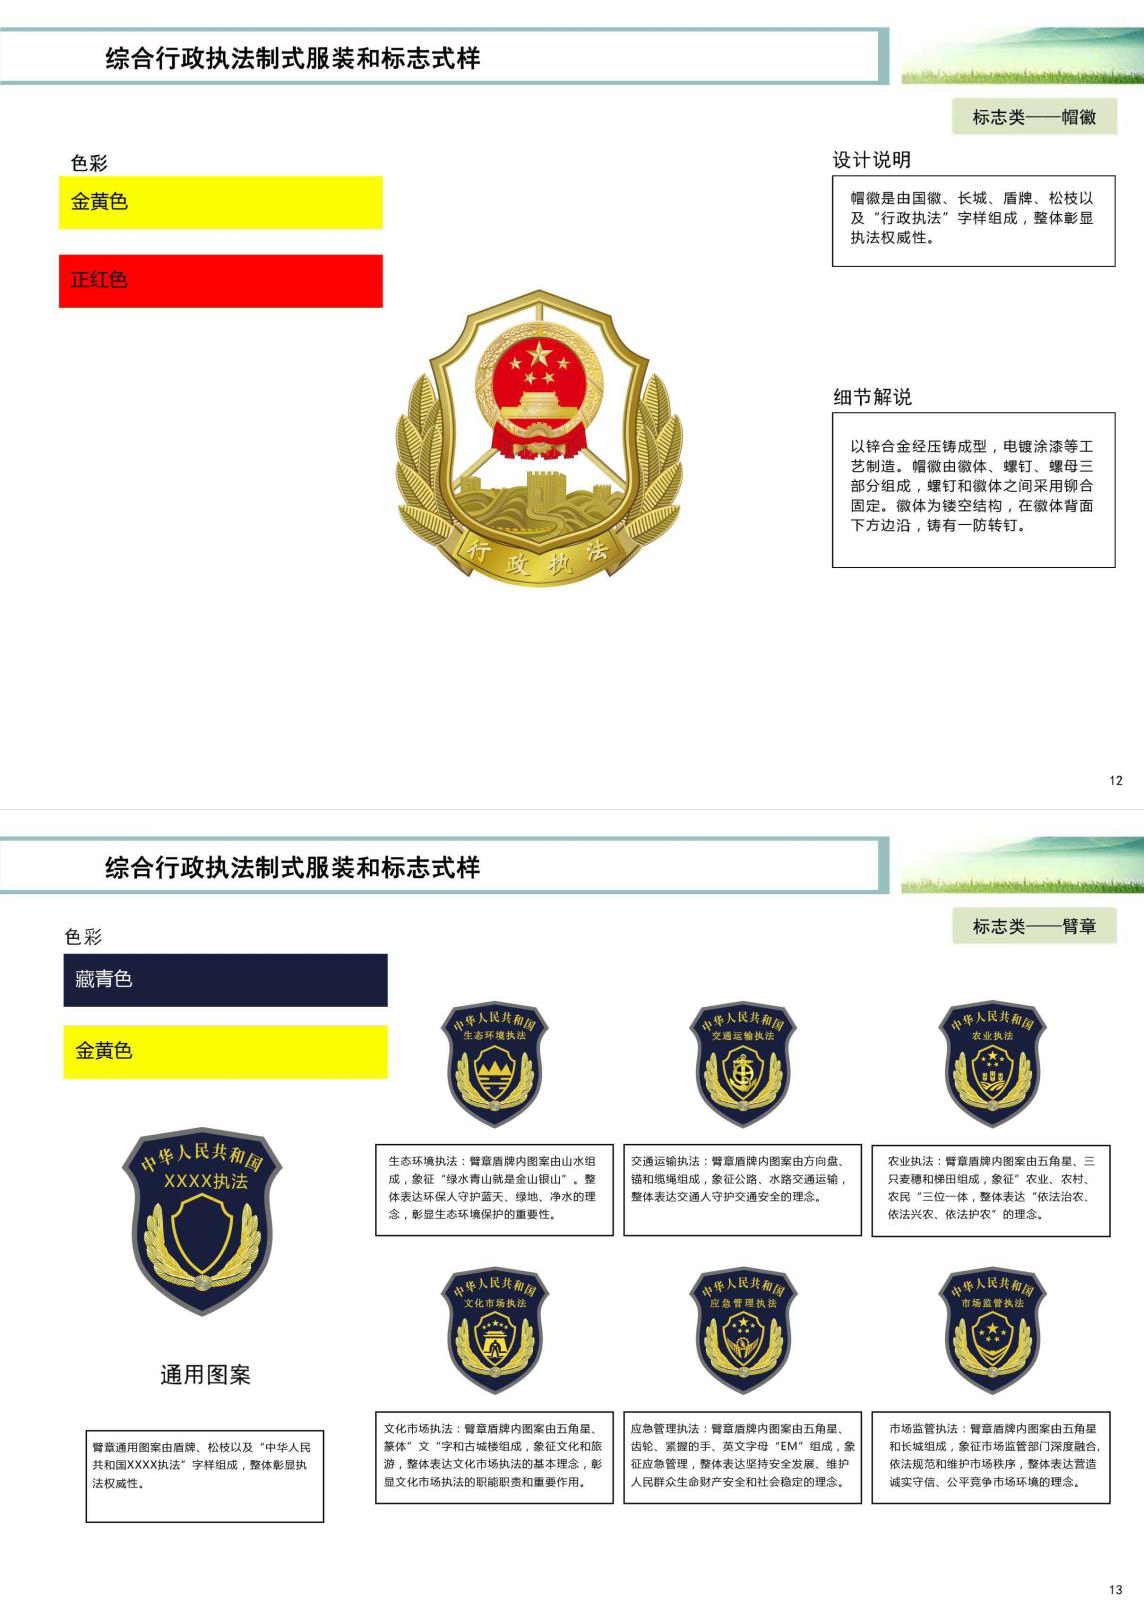 综合行政执法制式服装和标志式样
标志类——帽徽
色彩
金黄色
正红色
设计说明
帽徽是由国徽、长城、盾牌、松枝以
及“行政执法”字样组成，整体彰显
执法权威性。
行政执法
细节解说
以锌合金经压铸成型，电镀涂漆等工
艺制造。帽徽由徽体、螺钉、螺母三
部分组成，螺钉和徽体之间采用铆合
固定。徽体为镂空结构，在徽体背面
下方边沿，铸有一防转钉。
12
综合行政执法制式服装和标志式样
标志类——臂章
色彩
藏青色
金黄色
中华人民共和国
XXXX执法
通用图案
臂章通用图案由盾牌、松枝以及“中华人民
共和国XXXX执法”字样组成，整体彰显执
法权威性。
中华人民共和国
生态环境执法
中华人民共和国
交通运输执法
中华人民共和国
农业执法
生态环境执法：臂章盾牌内图案由山水组
成，象征“绿水青山就是金山银山”。整
体表达环保人守护蓝天、绿地、净水的理
念，彰显生态环境保护的重要性。
交通运输执法：臂章盾牌内图案由方向盘、
锚和缆绳组成，象征公路、水路交通运输，
整体表达交通人守护交通安全的理念。
农业执法：臂章盾牌内图案由五角星、三
只麦穗和梯田组成，象征”农业、农村、
农民“三位一体，整体表达“依法治农、
依法兴农、依法护农”的理念。
中华人民共和国
文化市场执法
中华人民共和国
应急管理执法
中华人民共和国
市场监管执法
文化市场执法：臂章盾牌内图案由五角星、
篆体”文“字和古城楼组成，象征文化和旅
游，整体表达文化市场执法的基本理念，彰
显文化市场执法的职能职责和重要作用。
应急管理执法：臂章盾牌内图案由五角星、
齿轮、紧握的手、英文字母“EM”组成，象
征应急管理，整体表达坚持安全发展、维护
人民群众生命财产安全和社会稳定的理念。
市场监管执法：臂章盾牌内图案由五角星
和长城组成，象征市场监管部门深度融合，
依法规范和维护市场秩序，整体表达营造
诚实守信、公平竞争市场环境的理念。
13